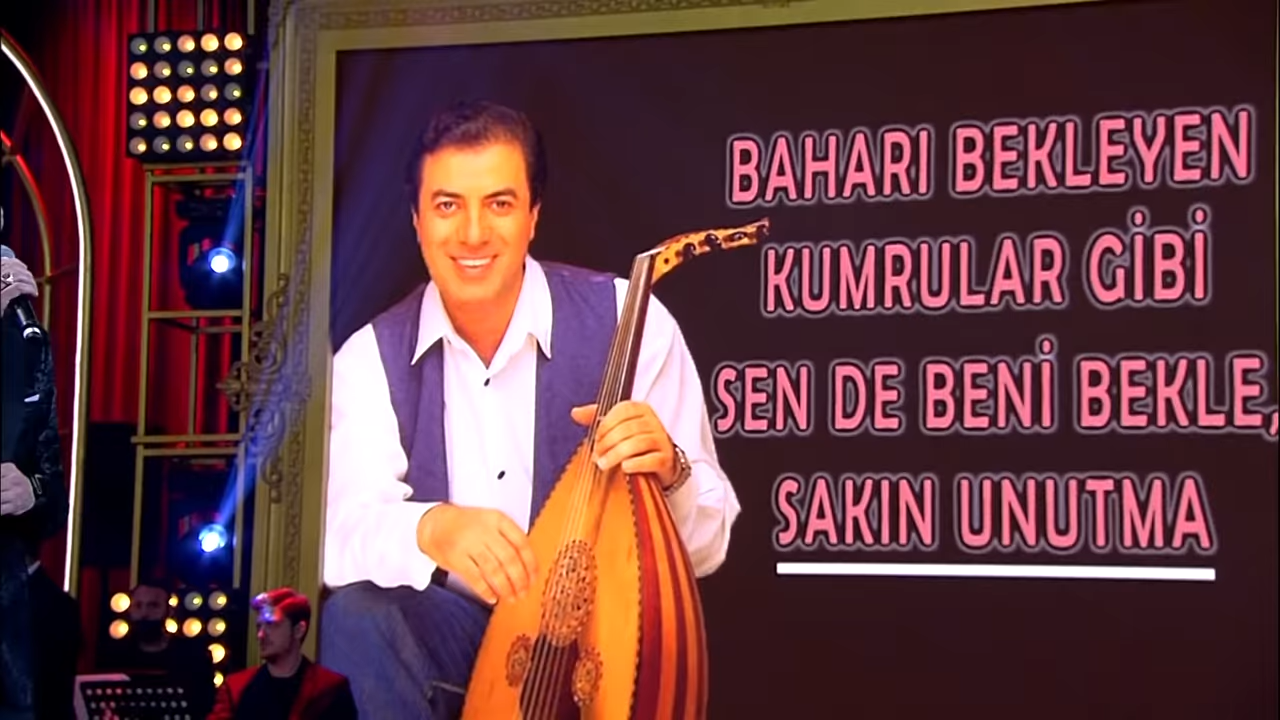 BAHARI BEKLEYEN
KUMRULAR GİBİ
SEN DE BENİ BEKLE,
SAKIN UNUTMA